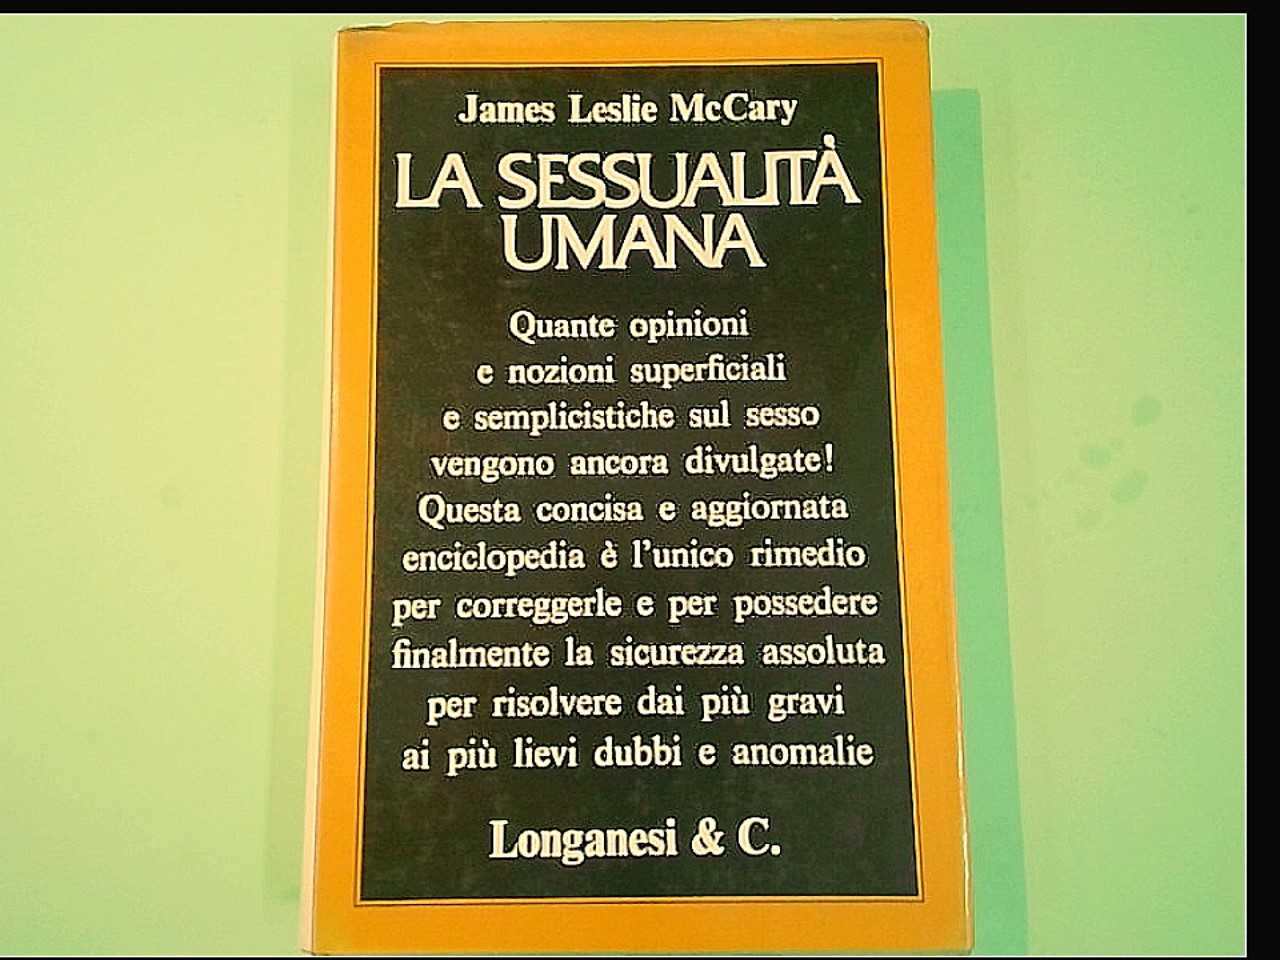 James Leslie McCary
LA SESSUALITÀ
UMANA
Quante opinioni
e nozioni superficiali
e semplicistiche sul sesso
vengono ancora divulgate!
Questa concisa e aggiornata
enciclopedia è l'unico rimedio
per correggerle e per possedere
finalmente la sicurezza assoluta
per risolvere dai più gravi
ai più lievi dubbi e anomalie
Longanesi & C.